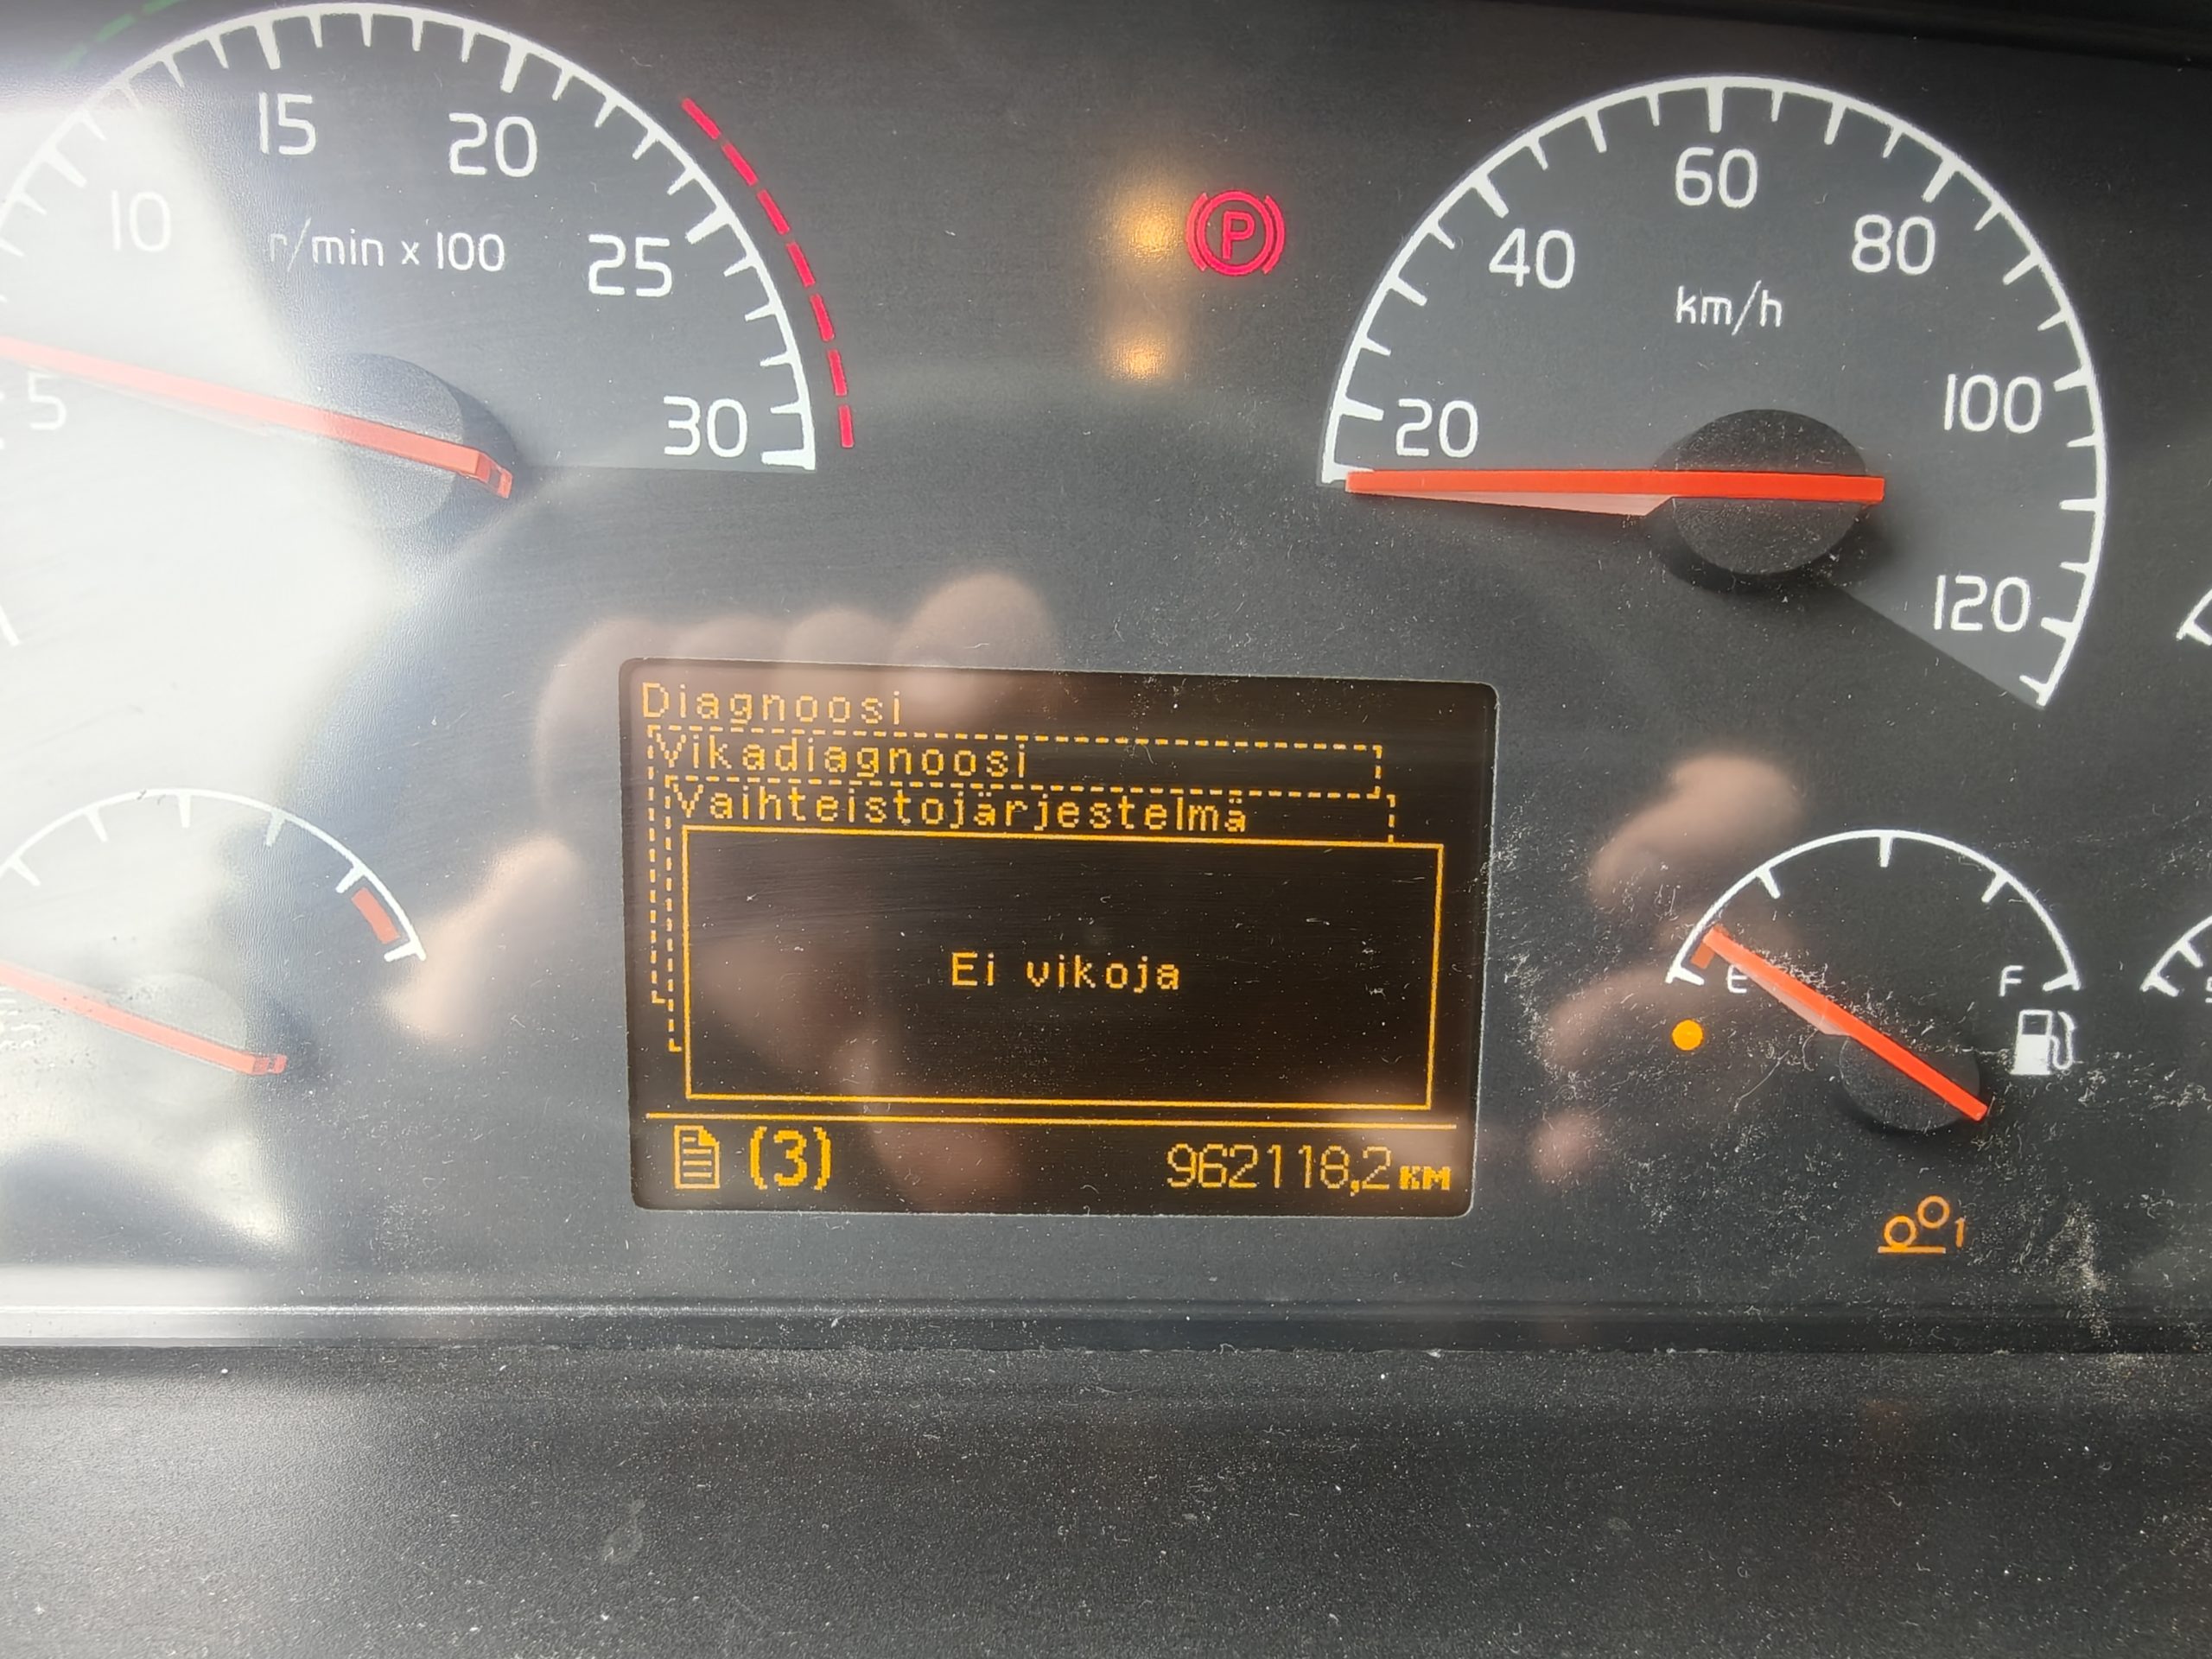 15
20
10
r/min x 100
25
5
30
P
60
40
80
km/h
20
100
120
Diagnoosi
Vikadiagnoosi
Vaihteistojärjestelmä
Ei vikoja
(3) 962118,2 KM
E F
1